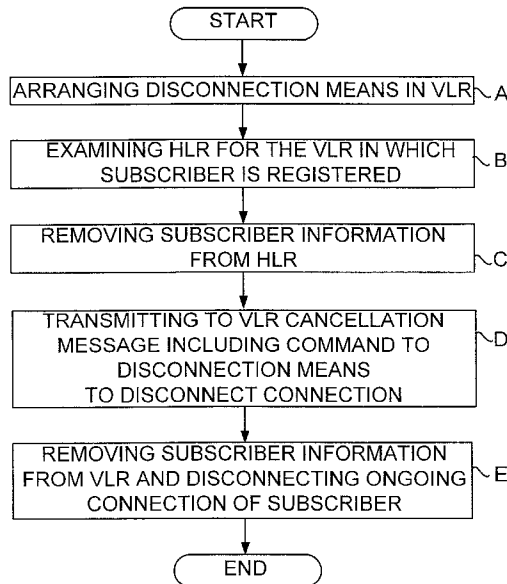 START
ARRANGING DISCONNECTION MEANS IN VLR
A
EXAMINING HLR FOR THE VLR IN WHICH
SUBSCRIBER IS REGISTERED
B
REMOVING SUBSCRIBER INFORMATION
FROM HLR
C
TRANSMITTING TO VLR CANCELLATION
MESSAGE INCLUDING COMMAND TO
DISCONNECTION MEANS
TO DISCONNECT CONNECTION
D
REMOVING SUBSCRIBER INFORMATION
FROM VLR AND DISCONNECTING ONGOING
CONNECTION OF SUBSCRIBER
E
END